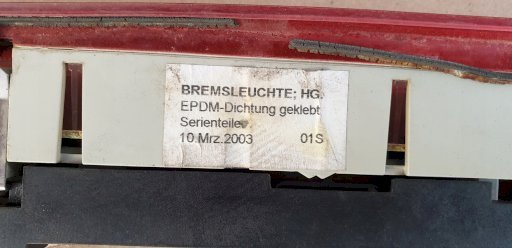 BREMSLEUCHTE; HG.
EPDM-Dichtung geklebt
Serienteile
10.Mrz.2003 01S